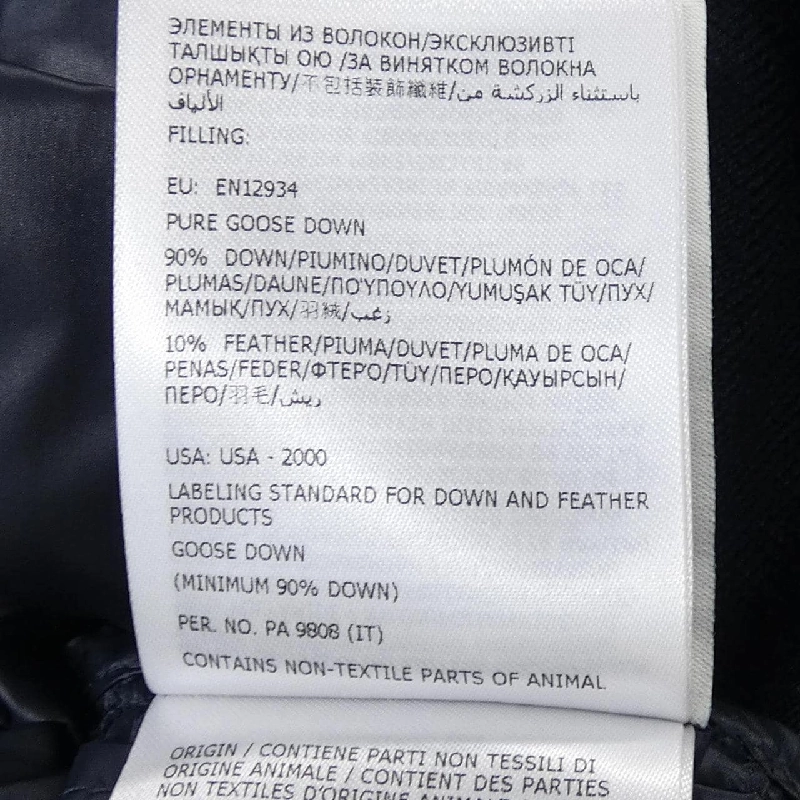 ЭЛЕМЕНТЫ ИЗ ВОЛОКОН/ЭКСКЛЮЗИВТІ
ТАЛШЫҚТЫ ОЮ /ЗА ВИНЯТКОМ ВОЛОКНА
ОРНАМЕНТУ/不包括裝飾纖維/باستثناء الزركشة من
الألياف
FILLING:
EU: EN12934
PURE GOOSE DOWN
90% DOWN/PIUMINO/DUVET/PLUMÓN DE OCA/
PLUMAS/DAUNE/ΠΟΎΠΟΥΛΟ/YUMUŞAK TÜY/ПУХ/
МАМЫҚ/ПУХ/羽絨/زغب
10% FEATHER/PIUMA/DUVET/PLUMA DE OCA/
PENAS/FEDER/ΦΤΕΡΟ/TÜY/ПЕРО/ҚАУЫРСЫН/
ПЕРО/羽毛/ريش
USA: USA - 2000
LABELING STANDARD FOR DOWN AND FEATHER
PRODUCTS
GOOSE DOWN
(MINIMUM 90% DOWN)
PER. NO. PA 9808 (IT)
CONTAINS NON-TEXTILE PARTS OF ANIMAL
ORIGIN / CONTIENE PARTI NON TESSILI DI
ORIGINE ANIMALE / CONTIENT DES PARTIES
NON TEXTILES D'ORIGINE ANIMALE